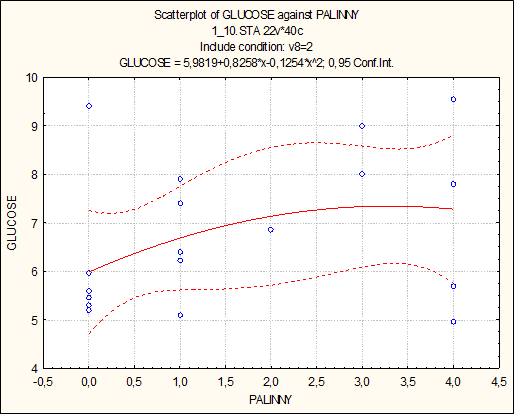 Scatterplot of GLUCOSE against PALINNY
1_10.STA 22v*40c
Include condition: v8=2
GLUCOSE = 5,9819+0,8258*x-0,1254*x^2; 0,95 Conf.Int.
10
9
8
7
6
5
4
GLUCOSE
-0,5 0,0 0,5 1,0 1,5 2,0 2,5 3,0 3,5 4,0 4,5
PALINNY